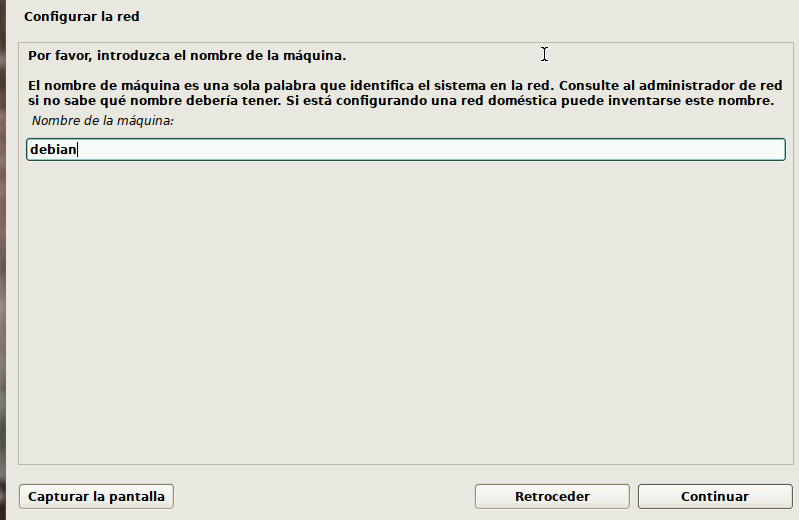 Configurar la red
Por favor, introduzca el nombre de la máquina.
El nombre de máquina es una sola palabra que identifica el sistema en la red. Consulte al administrador de red
si no sabe qué nombre debería tener. Si está configurando una red doméstica puede inventarse este nombre.
Nombre de la máquina:
debian
Capturar la pantalla
Retroceder
Continuar